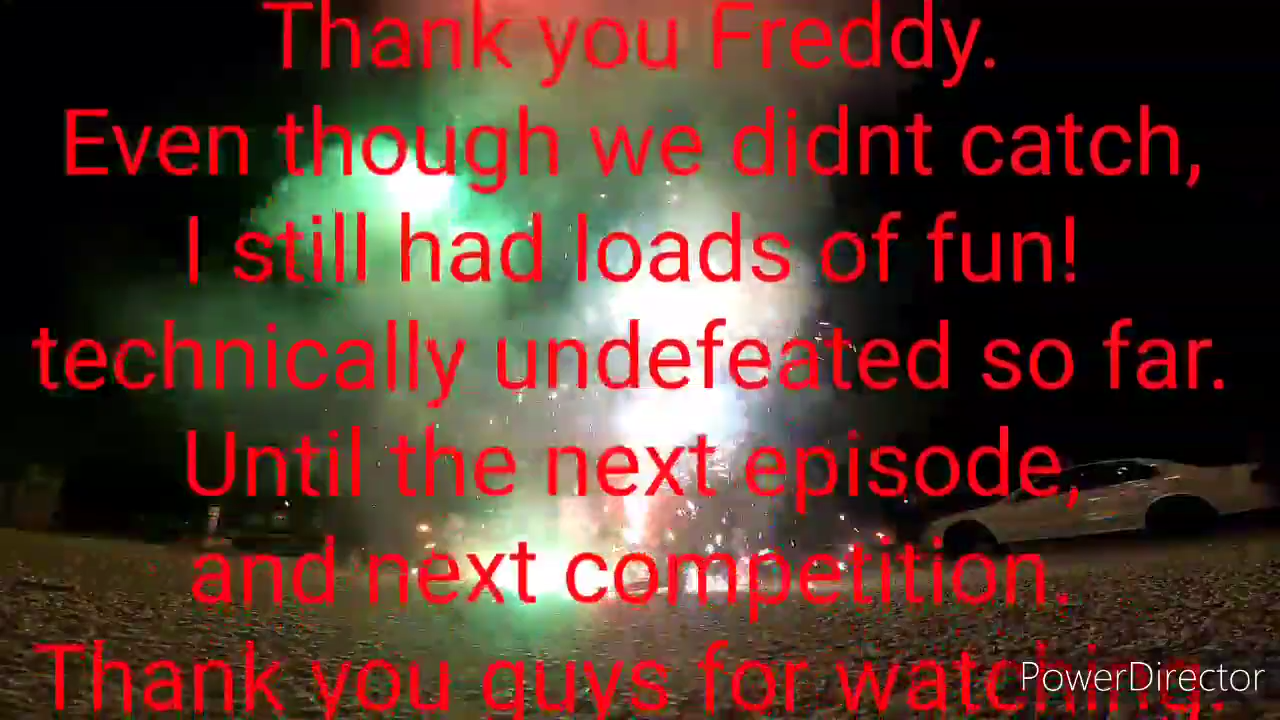 Thank you Freddy.
Even though we didnt catch,
I still had loads of fun!
technically undefeated so far.
Until the next episode,
and next competition.
Thank you guys for watching.
PowerDirector